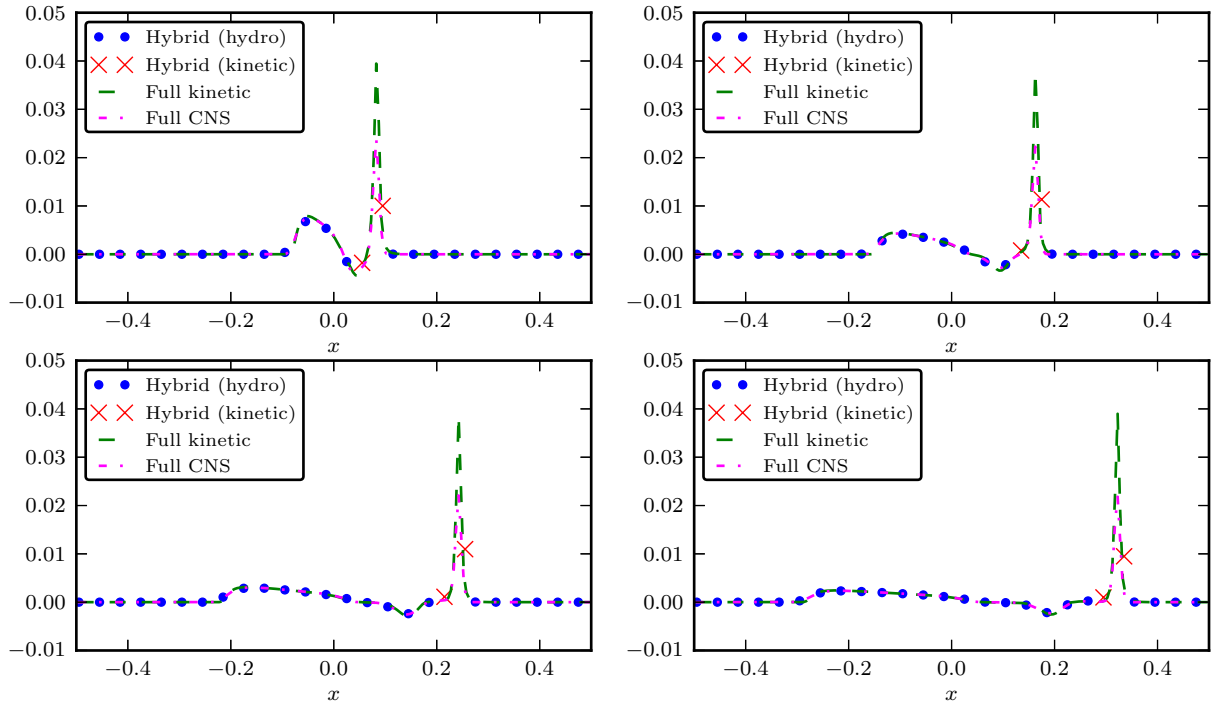 0.05
0.04
0.03
0.02
0.01
0.00
−0.01
Hybrid (hydro)
Hybrid (kinetic)
Full kinetic
Full CNS
−0.4 −0.2 0.0 0.2 0.4
x
0.05
0.04
0.03
0.02
0.01
0.00
−0.01
Hybrid (hydro)
Hybrid (kinetic)
Full kinetic
Full CNS
−0.4 −0.2 0.0 0.2 0.4
x
0.05
0.04
0.03
0.02
0.01
0.00
−0.01
Hybrid (hydro)
Hybrid (kinetic)
Full kinetic
Full CNS
−0.4 −0.2 0.0 0.2 0.4
x
0.05
0.04
0.03
0.02
0.01
0.00
−0.01
Hybrid (hydro)
Hybrid (kinetic)
Full kinetic
Full CNS
−0.4 −0.2 0.0 0.2 0.4
x